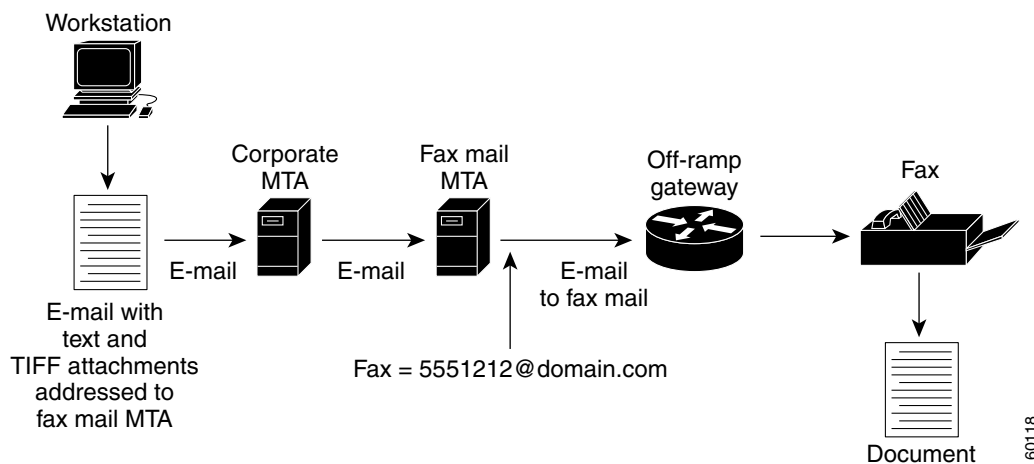 Workstation
Corporate
MTA
Fax mail
MTA
Off-ramp
gateway
Fax
E-mail
E-mail
E-mail
to fax mail
E-mail with
text and
TIFF attachments
addressed to
fax mail MTA
Fax = 5551212@domain.com
Document
60118